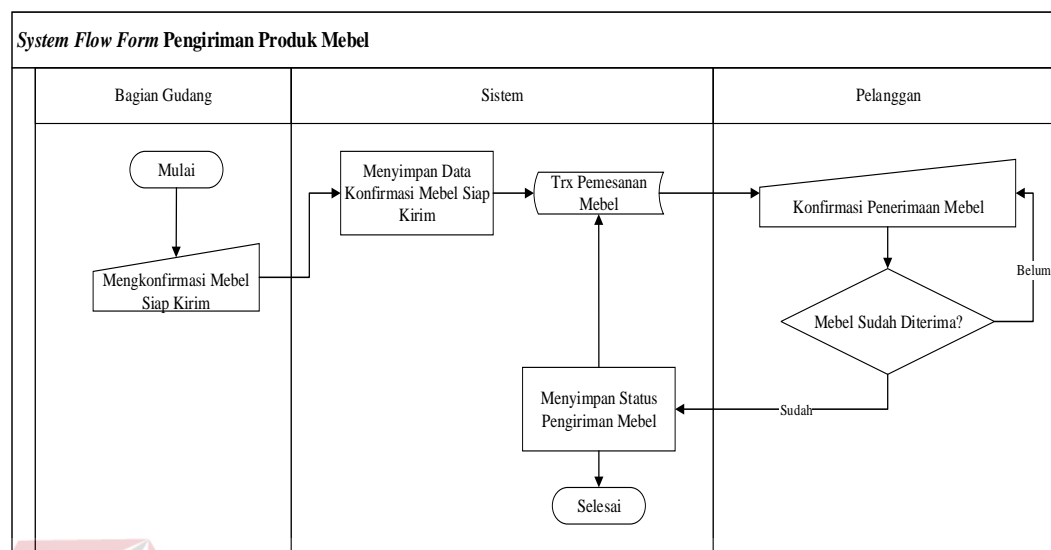 System Flow Form Pengiriman Produk Mebel
Bagian Gudang
Sistem
Pelanggan
Mulai
Mengkonfirmasi Mebel
Siap Kirim
Menyimpan Data
Konfirmasi Mebel Siap
Kirim
Trx Pemesanan
Mebel
Konfirmasi Penerimaan Mebel
Belum
Mebel Sudah Diterima?
Sudah
Menyimpan Status
Pengiriman Mebel
Selesai